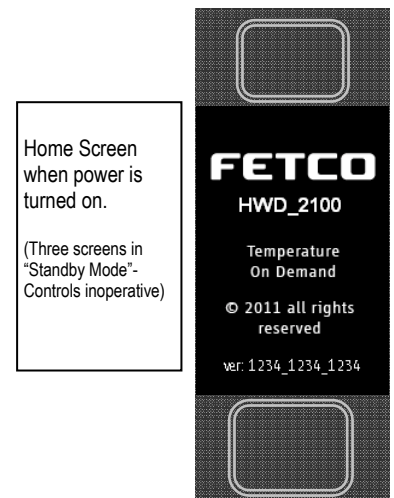 Home Screen
when power is
turned on.
(Three screens in
“Standby Mode”-
Controls inoperative)
FETCO
HWD_2100
Temperature
On Demand
© 2011 all rights
reserved
ver: 1234_1234_1234